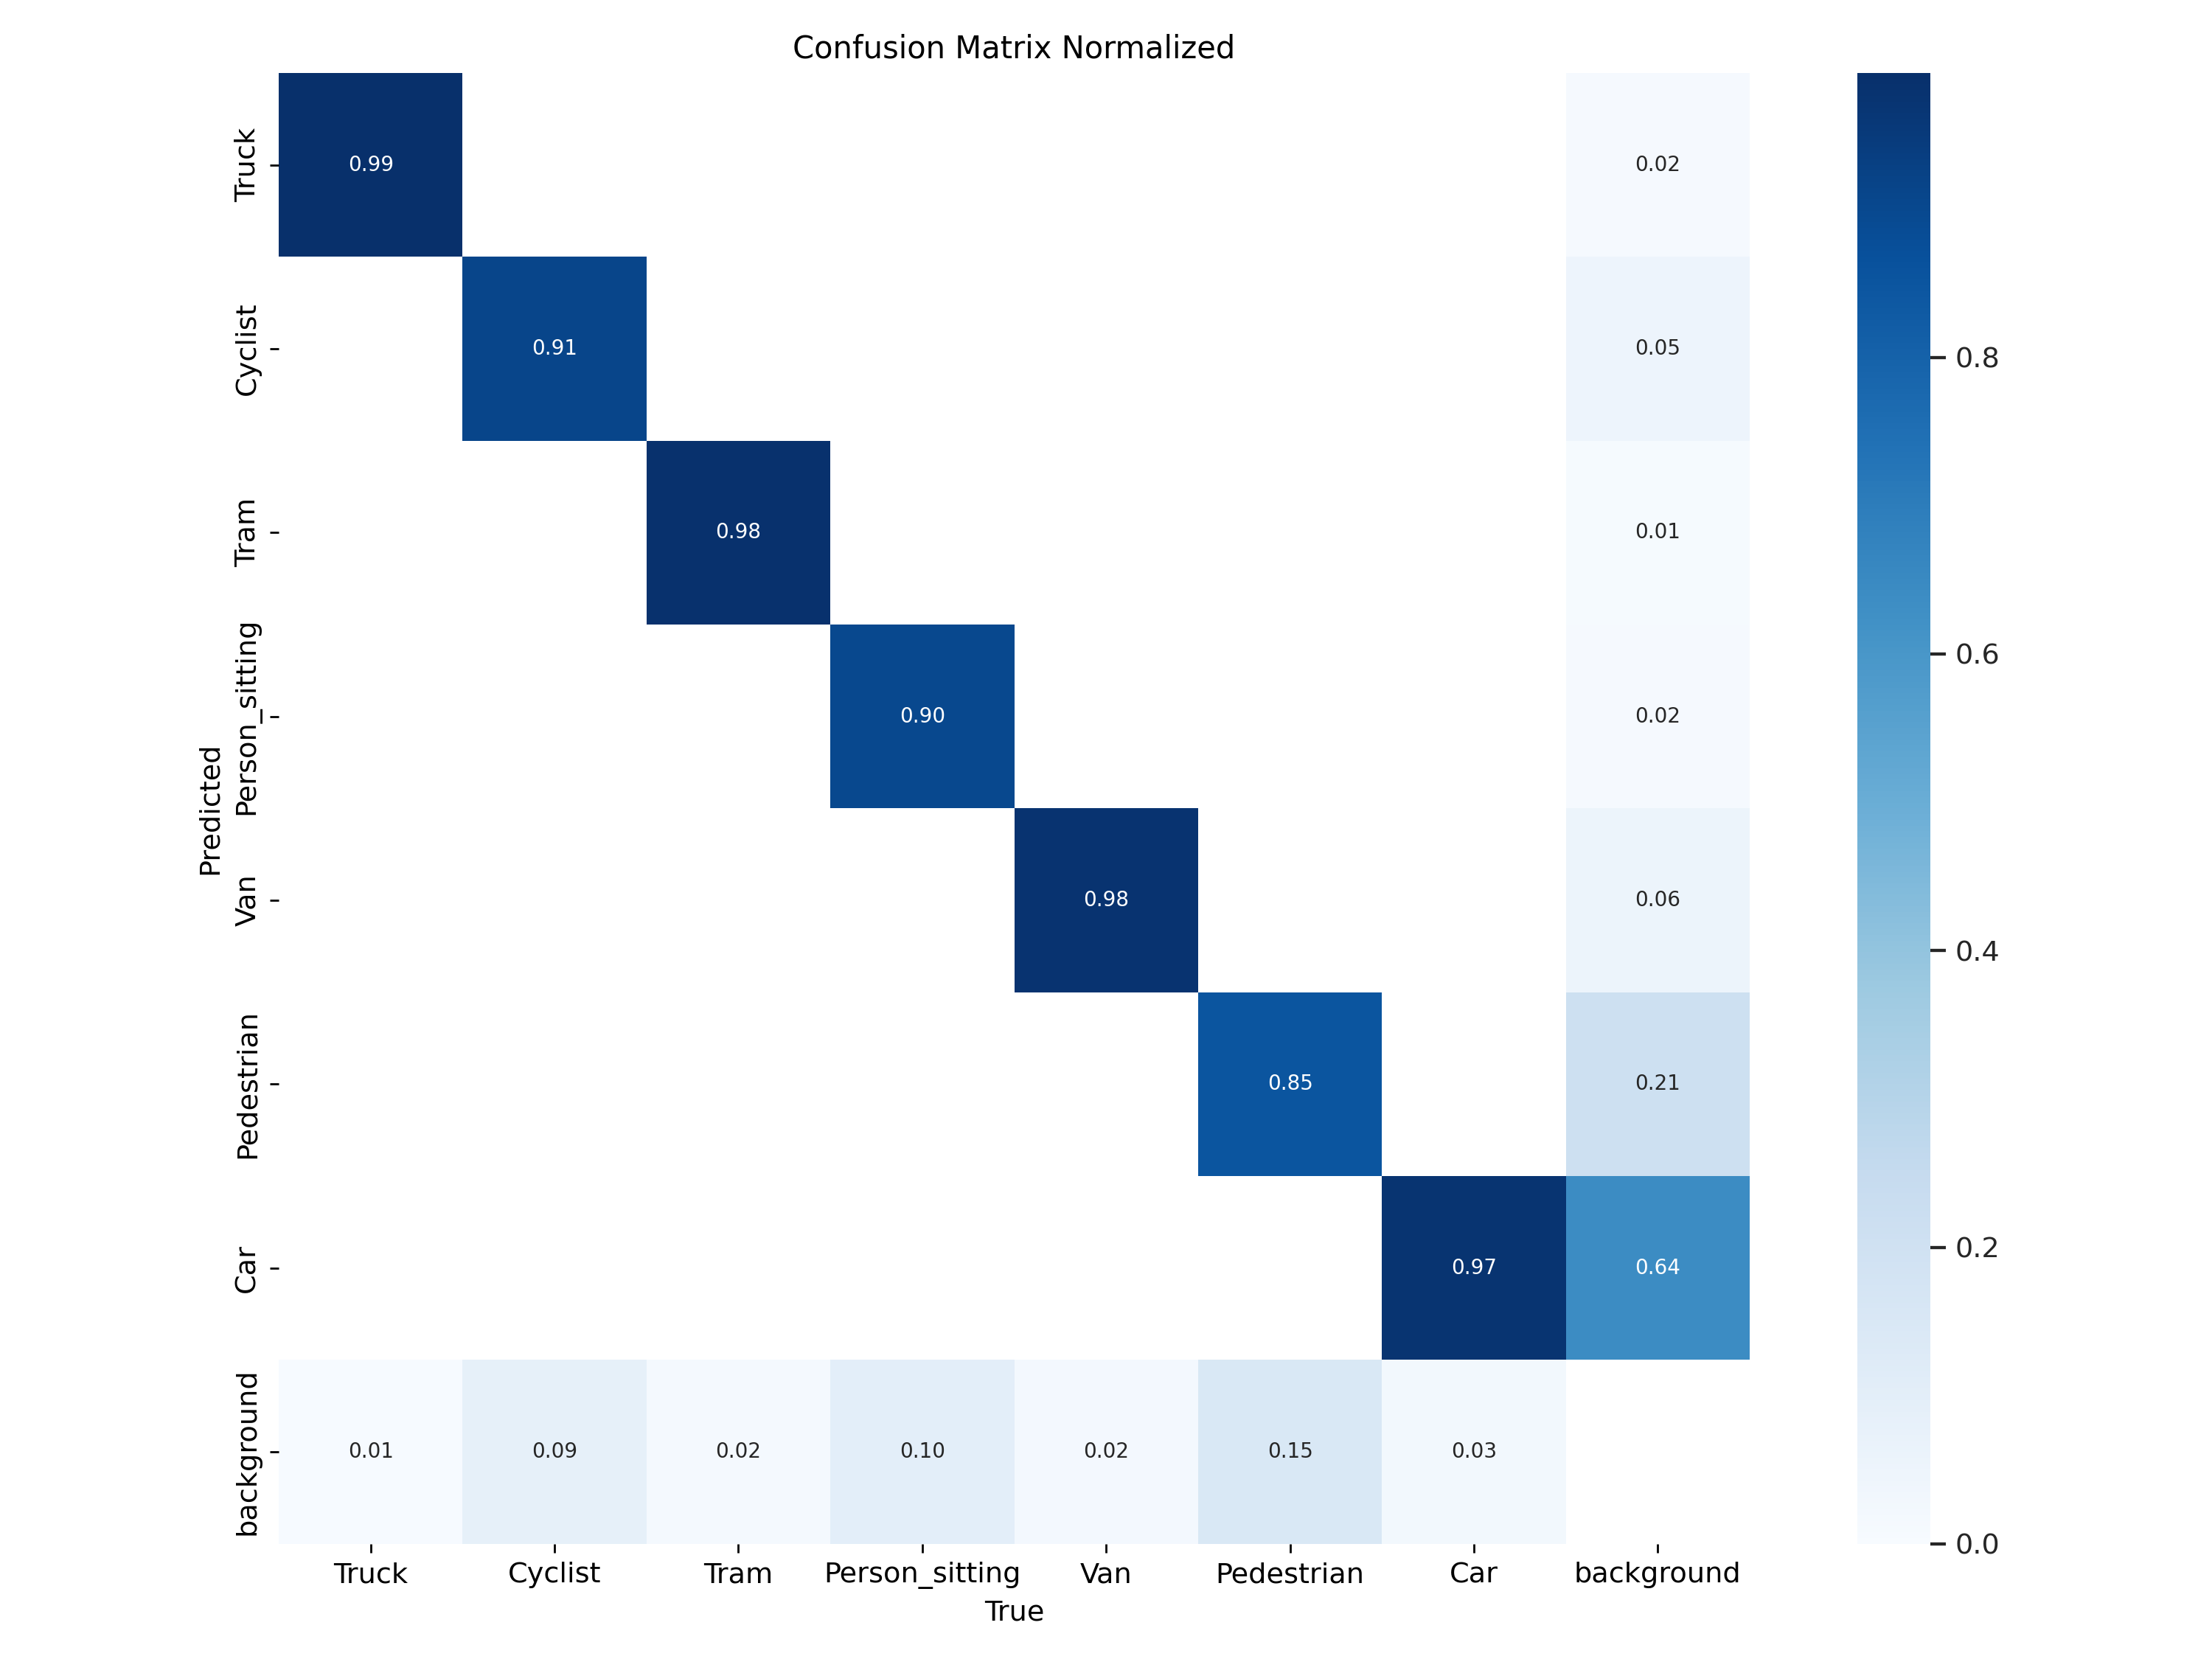 Confusion Matrix Normalized
Truck
0.99
0.02
Cyclist
0.91
0.05
0.8
Tram
0.98
0.01
0.6
Person_sitting
0.90
0.02
Predicted
Van
0.98
0.06
0.4
Pedestrian
0.85
0.21
0.2
Car
0.97
0.64
background
0.01 0.09 0.02 0.10 0.02 0.15 0.03
0.0
Truck Cyclist Tram Person_sitting Van Pedestrian Car background
True